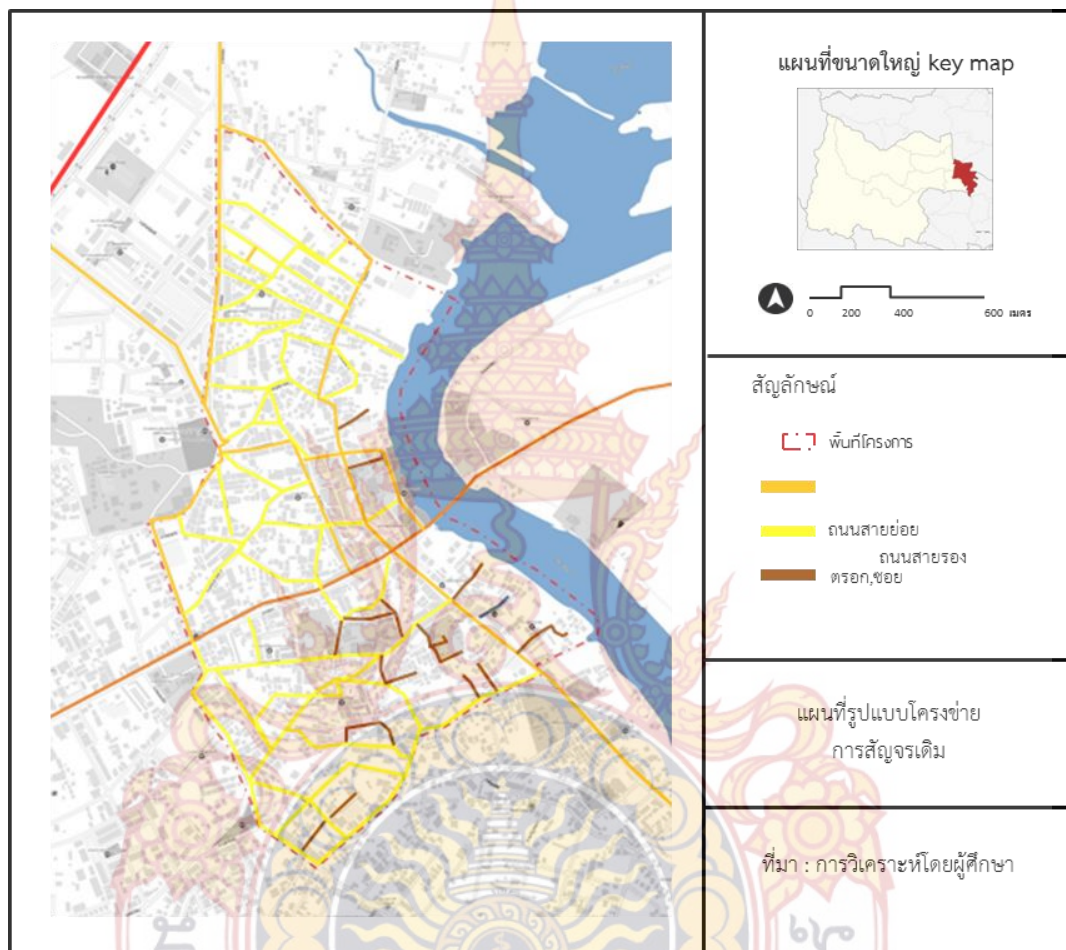 แผนที่ขนาดใหญ่ key map
0 200 400 600 เมตร
สัญลักษณ์
พื้นที่โครงการ
ถนนสายย่อย
ถนนสายรอง
ตรอก,ซอย
แผนที่รูปแบบโครงข่าย
การสัญจรเดิม
ที่มา : การวิเคราะห์โดยผู้ศึกษา